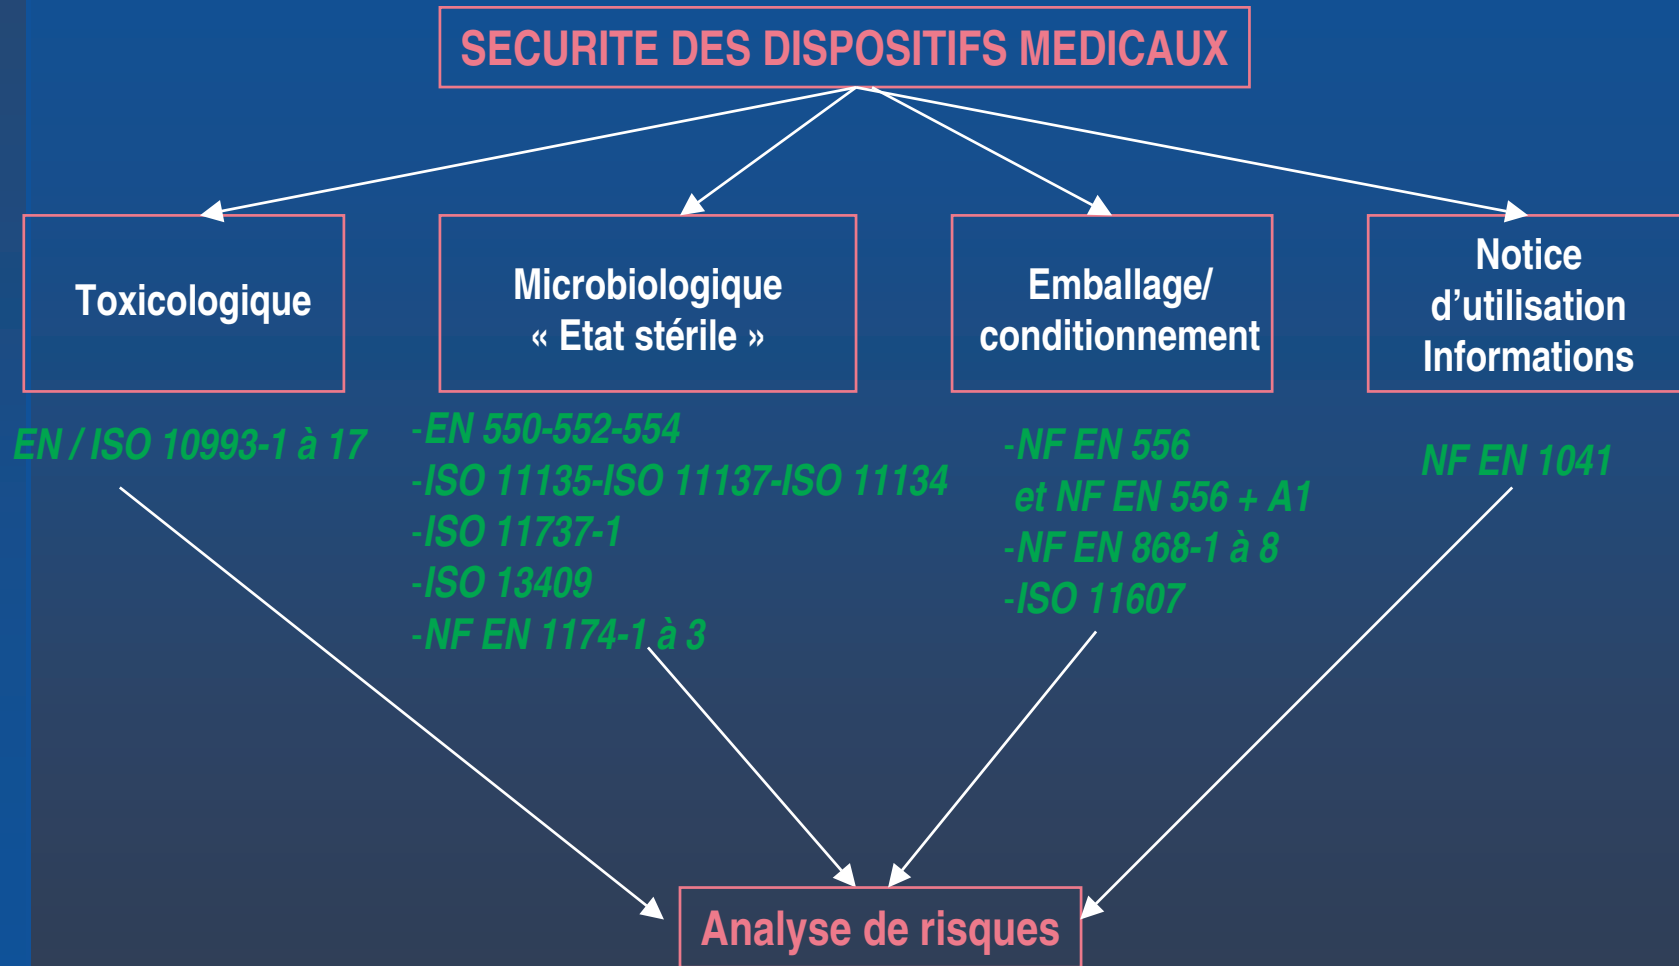 SECURITE DES DISPOSITIFS MEDICAUX
Toxicologique
Microbiologique
« Etat stérile »
Emballage/
conditionnement
Notice
d’utilisation
Informations
EN / ISO 10993-1 à 17
-EN 550-552-554
-ISO 11135-ISO 11137-ISO 11134
-ISO 11737-1
-ISO 13409
-NF EN 1174-1 à 3
-NF EN 556
et NF EN 556 + A1
-NF EN 868-1 à 8
-ISO 11607
NF EN 1041
Analyse de risques